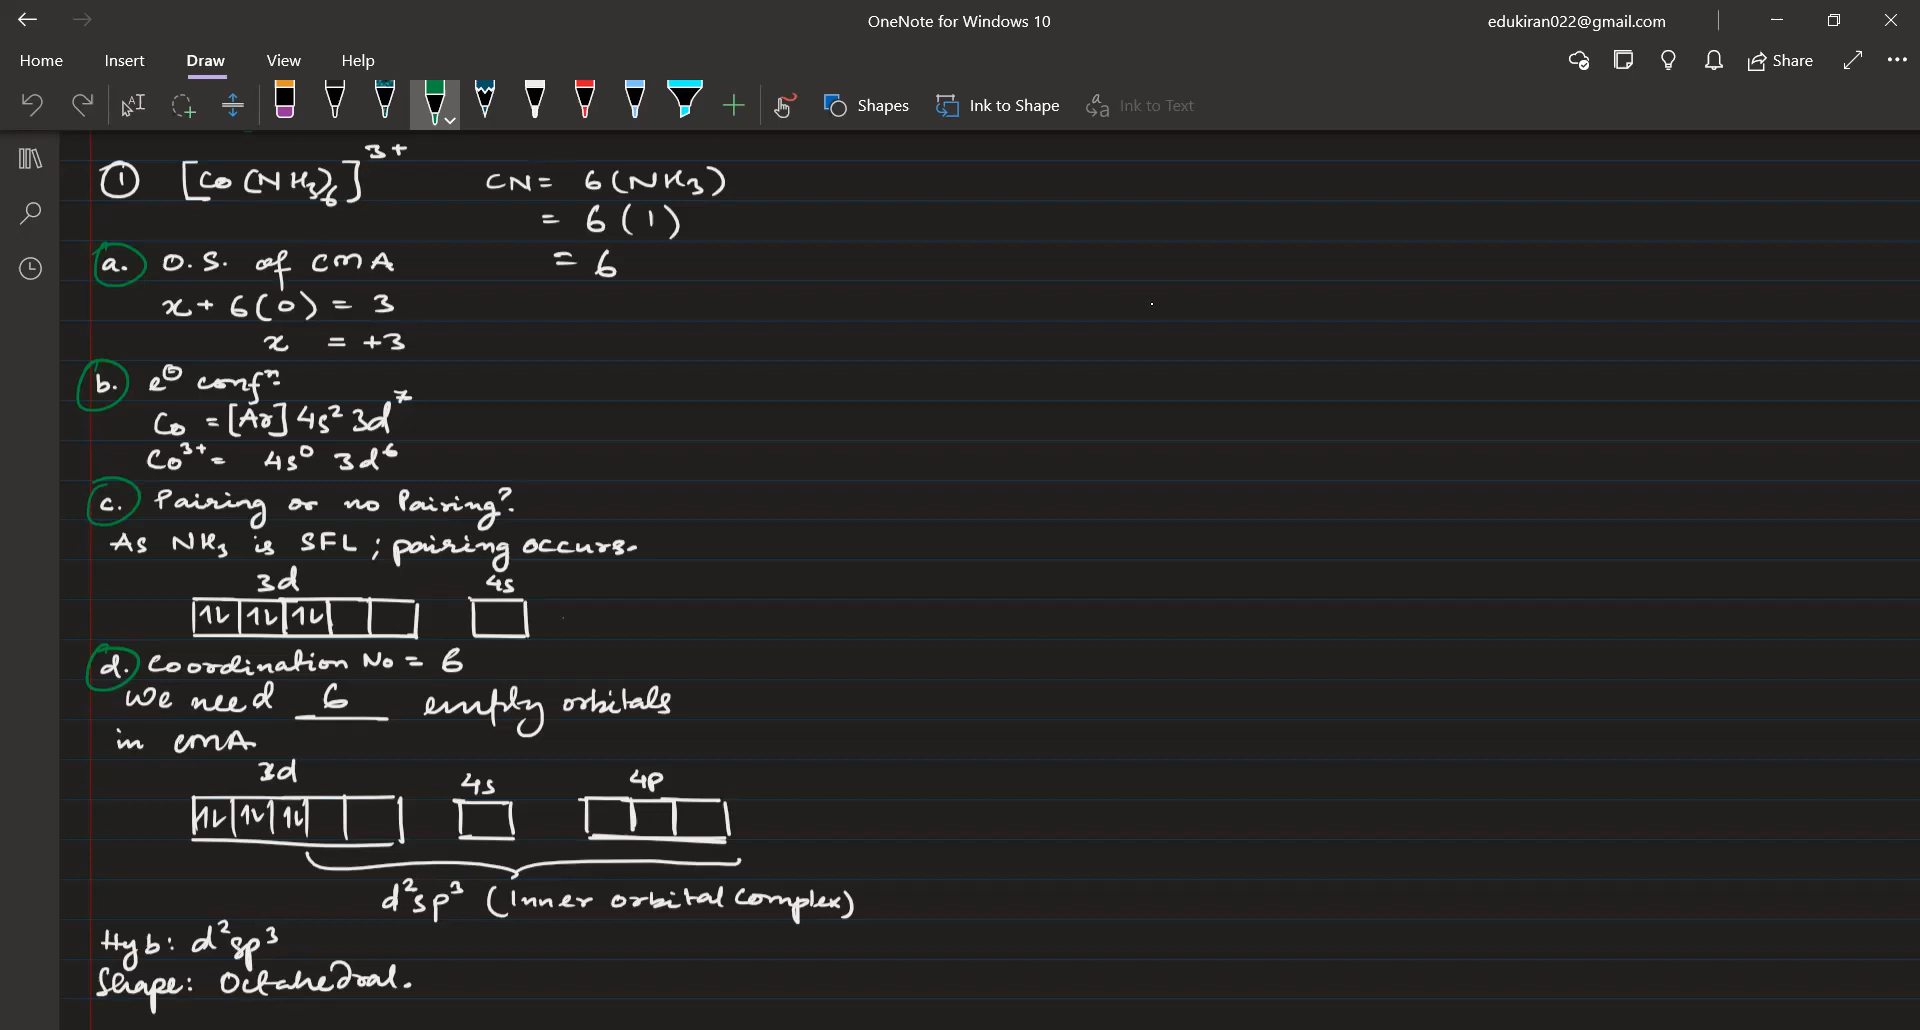 OneNote for Windows 10
edukiran022@gmail.com
Home Insert Draw View Help
Share
Shapes Ink to Shape Ink to Text
① [Co(NH₃)₆]³⁺ CN = 6(NH₃)
= 6(1)
a. O.S. of CMA = 6
x + 6(0) = 3
x = +3
b. e⊖ confⁿ.
Co = [Ar] 4s² 3d⁷
Co³⁺ = 4s⁰ 3d⁶
c. Pairing or no Pairing?
As NH₃ is SFL ; pairing occurs.
3d 4s
↿⇂ ↿⇂ ↿⇂
d. Coordination No = 6
We need 6 empty orbitals
in CMA
3d 4s 4p
↿⇂ ↿⇂ ↿⇂
d²sp³ (Inner orbital complex)
Hyb: d²sp³
Shape: Octahedral.